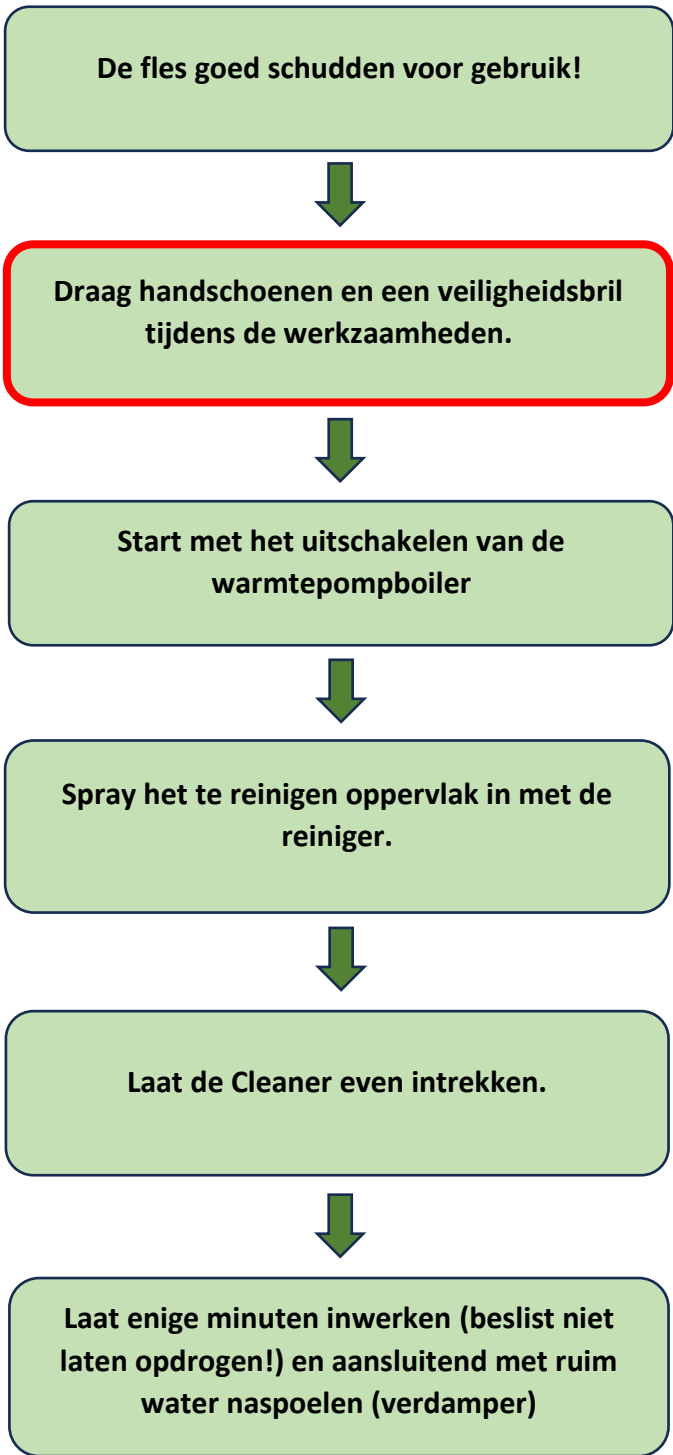 De fles goed schudden voor gebruik!
Draag handschoenen en een veiligheidsbril
tijdens de werkzaamheden.
Start met het uitschakelen van de
warmtepompboiler
Spray het te reinigen oppervlak in met de
reiniger.
Laat de Cleaner even intrekken.
Laat enige minuten inwerken (beslist niet
laten opdrogen!) en aansluitend met ruim
water naspoelen (verdamper)